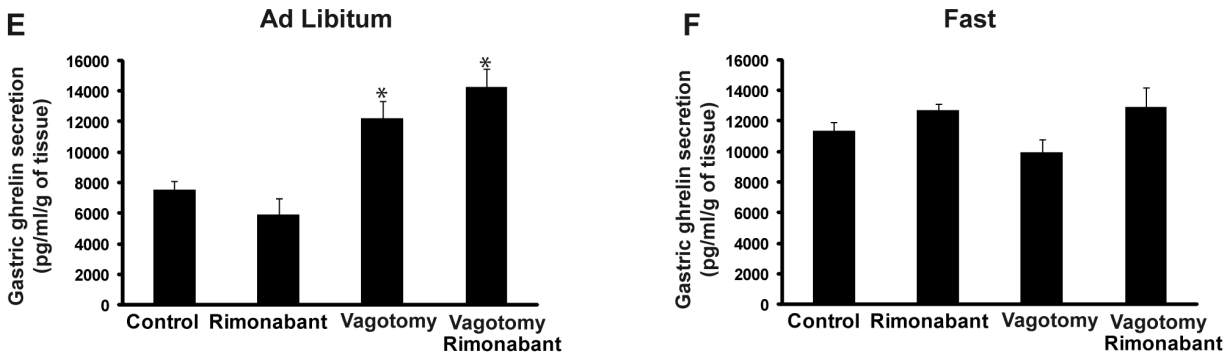 E
Ad Libitum
Gastric ghrelin secretion
(pg/ml/g of tissue)
16000
14000
12000
10000
8000
6000
4000
2000
0
*
*
Control
Rimonabant
Vagotomy
Vagotomy
Rimonabant
F
Fast
Gastric ghrelin secretion
(pg/ml/g of tissue)
16000
14000
12000
10000
8000
6000
4000
2000
0
Control
Rimonabant
Vagotomy
Vagotomy
Rimonabant